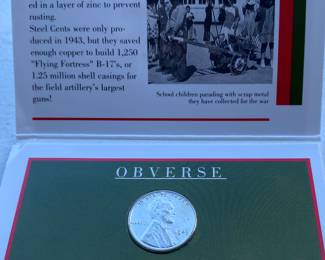 ed in a layer of zinc to prevent
rusting.
Steel Cents were only pro-
duced in 1943, but they saved
enough copper to build 1,250
"Flying Fortress" B-17's, or
1.25 million shell casings for
the field artillery's largest
guns!
School children parading with scrap metal
they have collected for the war
OBVERSE